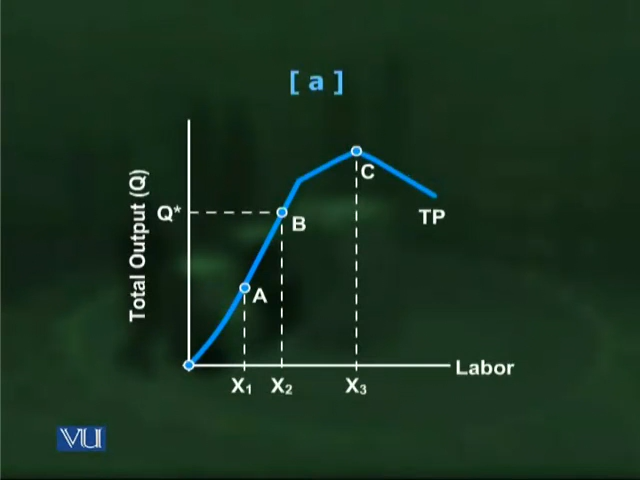 [ a ]
Total Output (Q)
Q*
C
B
A
TP
X₁ X₂ X₃
Labor
VU